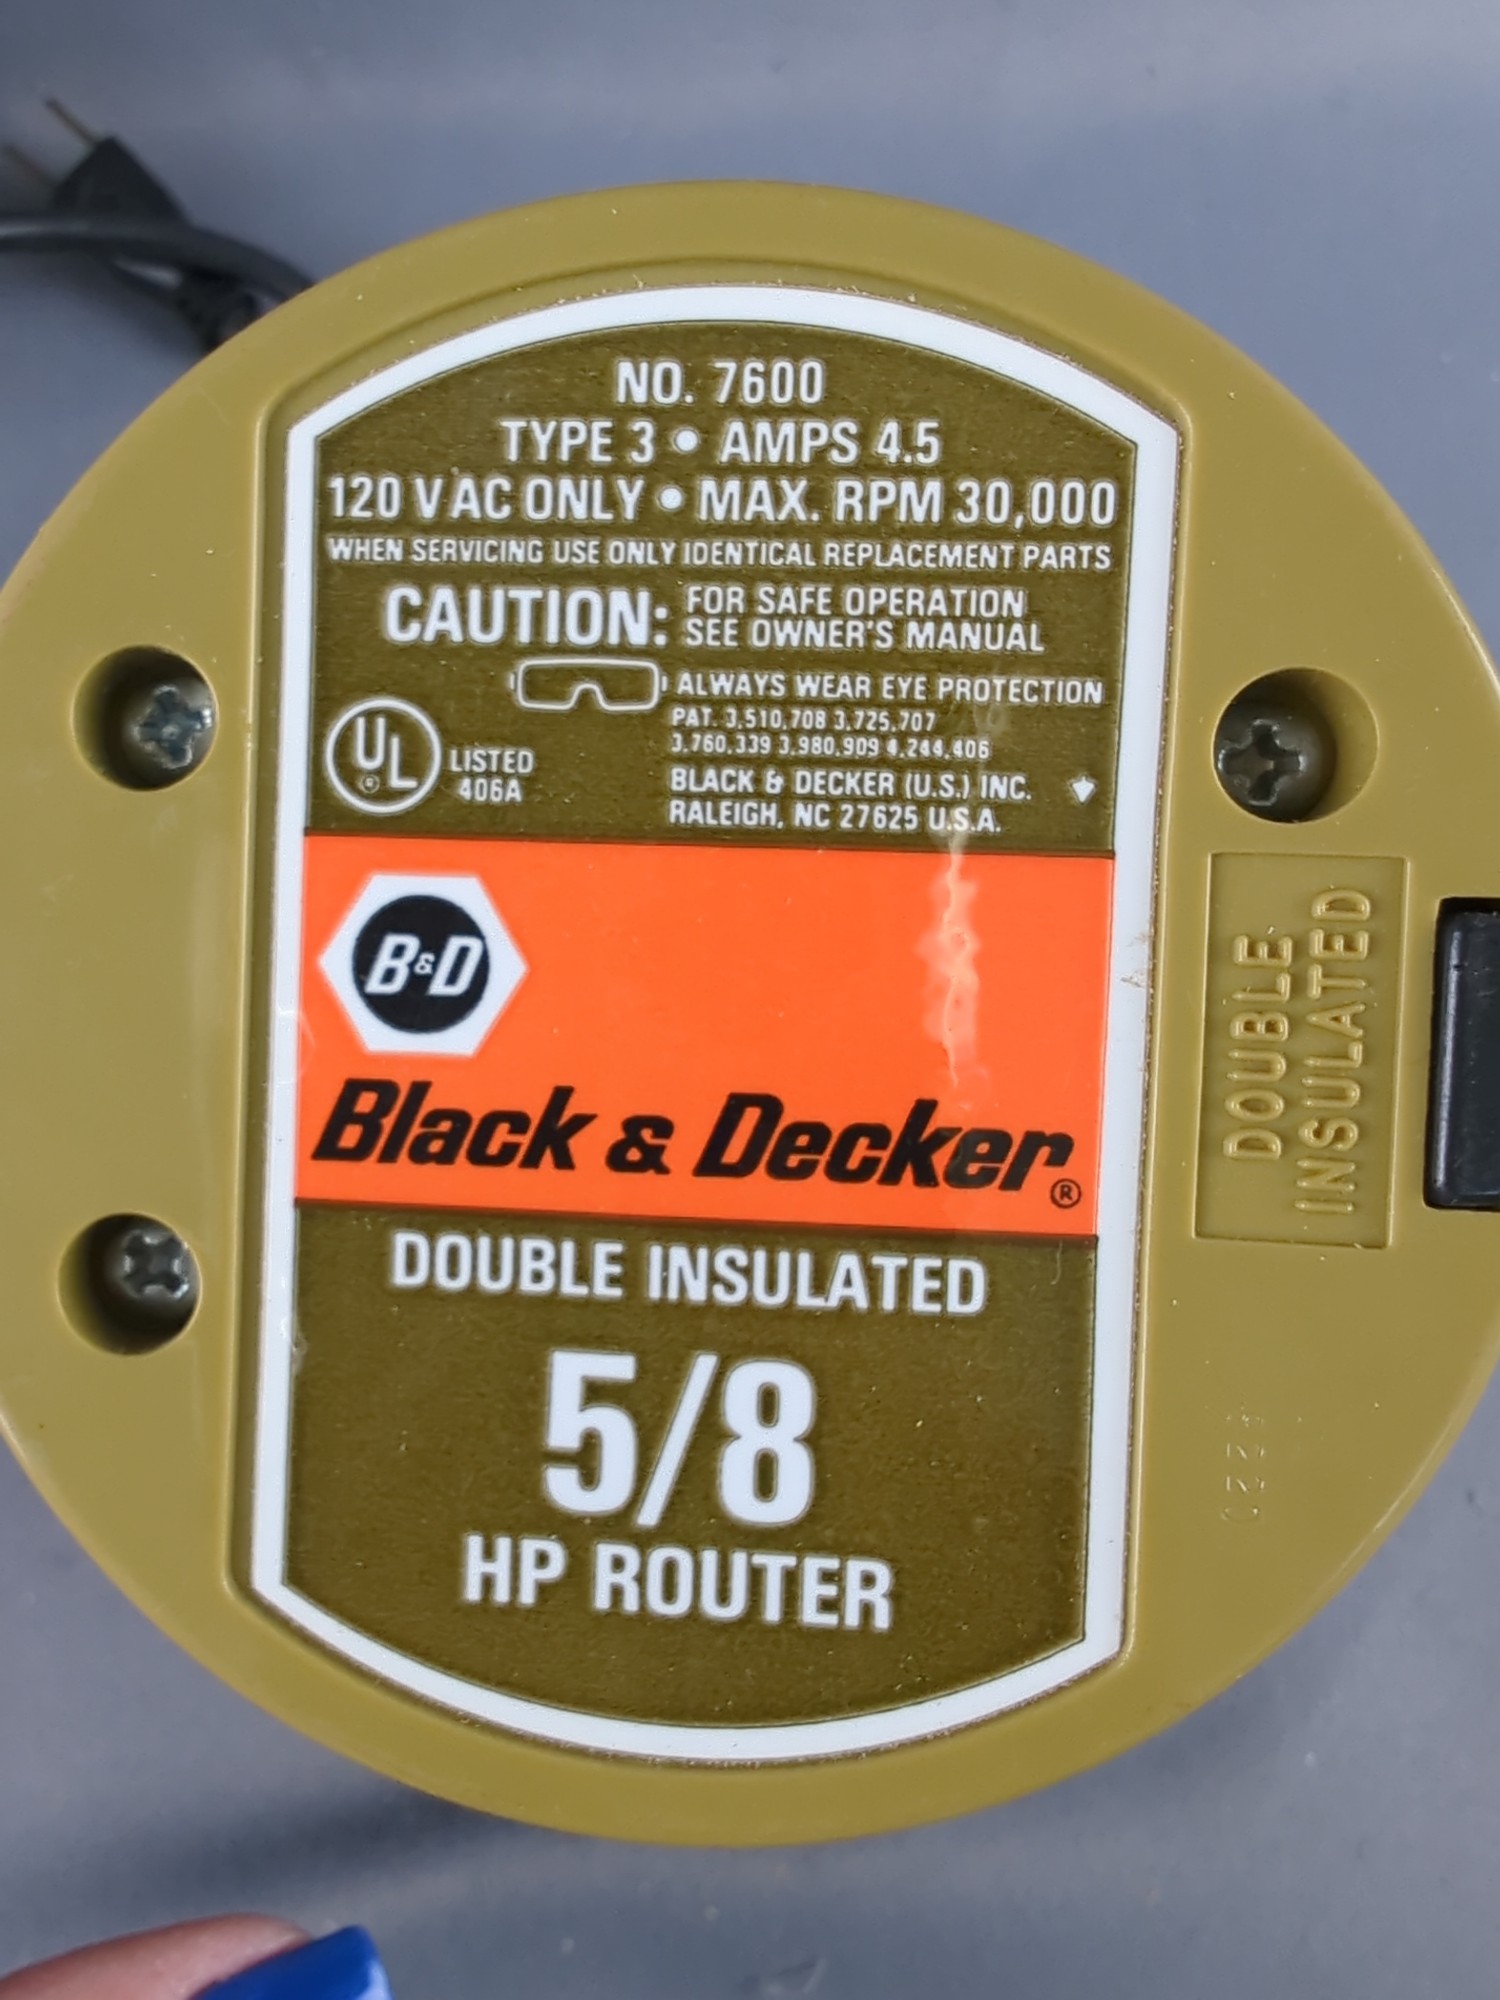 NO. 7600
TYPE 3 • AMPS 4.5
120 V AC ONLY • MAX. RPM 30,000
WHEN SERVICING USE ONLY IDENTICAL REPLACEMENT PARTS
CAUTION: FOR SAFE OPERATION
SEE OWNER'S MANUAL
ALWAYS WEAR EYE PROTECTION
PAT. 3,510,708 3,725,707
3,760,339 3,980,909 4,244,406
UL ®
LISTED
406A
BLACK & DECKER (U.S.) INC.
RALEIGH, NC 27625 U.S.A.
B&D
Black & Decker®
DOUBLE INSULATED
5/8
HP ROUTER
DOUBLE
INSULATED